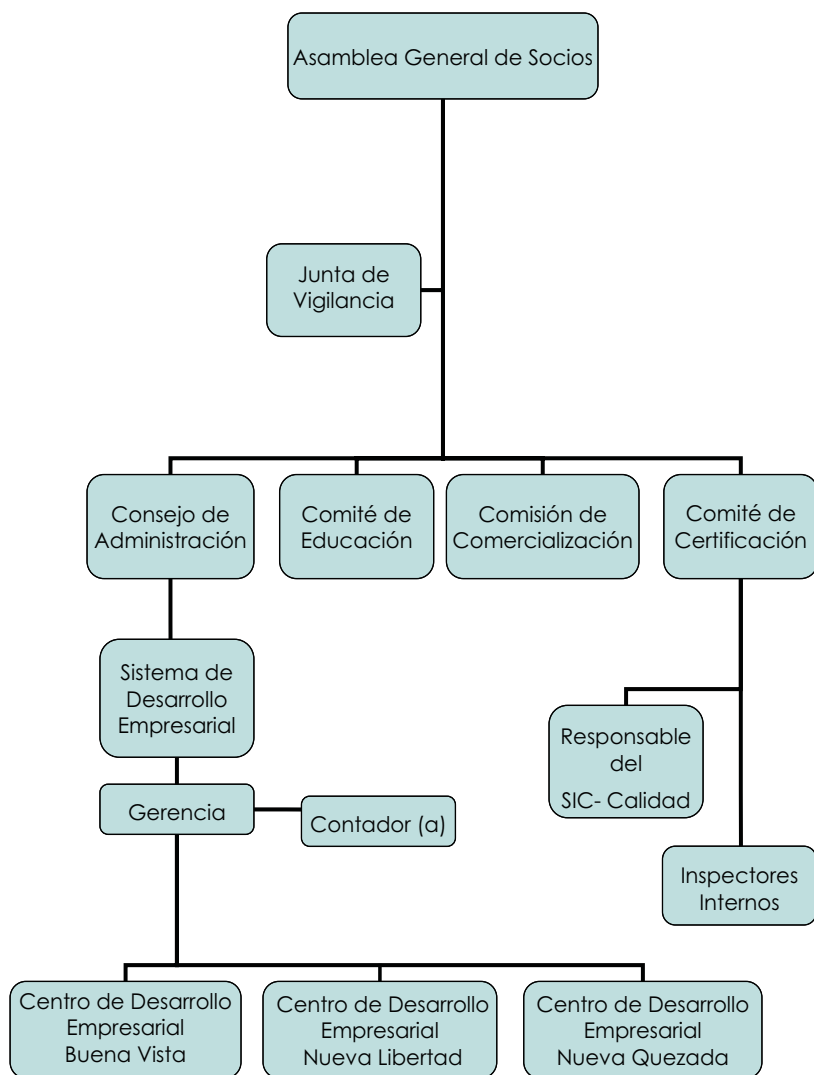 Asamblea General de Socios
Junta de
Vigilancia
Consejo de
Administración
Comité de
Educación
Comisión de
Comercialización
Comité de
Certificación
Sistema de
Desarrollo
Empresarial
Responsable
del
SIC- Calidad
Gerencia
Contador (a)
Inspectores
Internos
Centro de Desarrollo
Empresarial
Buena Vista
Centro de Desarrollo
Empresarial
Nueva Libertad
Centro de Desarrollo
Empresarial
Nueva Quezada